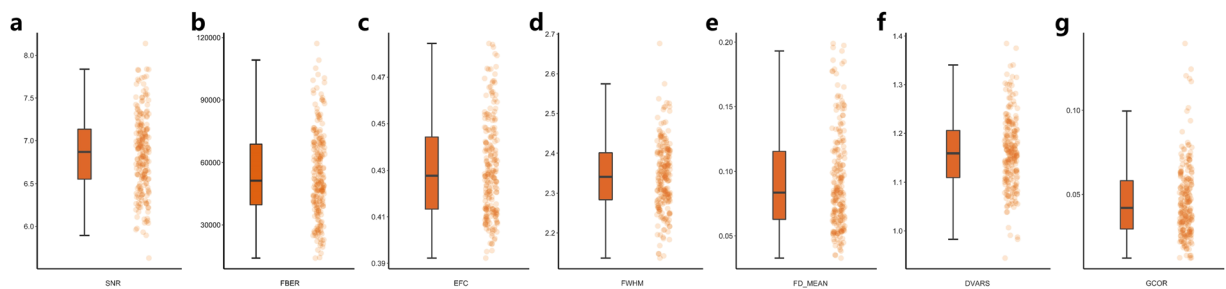 a
8.0
7.0
6.5
6.0
SNR
b
120000
90000
60000
30000
FBER
c
0.47
0.45
0.43
0.41
0.39
EFC
d
2.7
2.6
2.5
2.4
2.3
2.2
FWHM
e
0.20
0.15
0.10
0.05
FD_MEAN
f
1.4
1.3
1.2
1.1
1.0
DVARS
g
0.10
0.05
GCOR